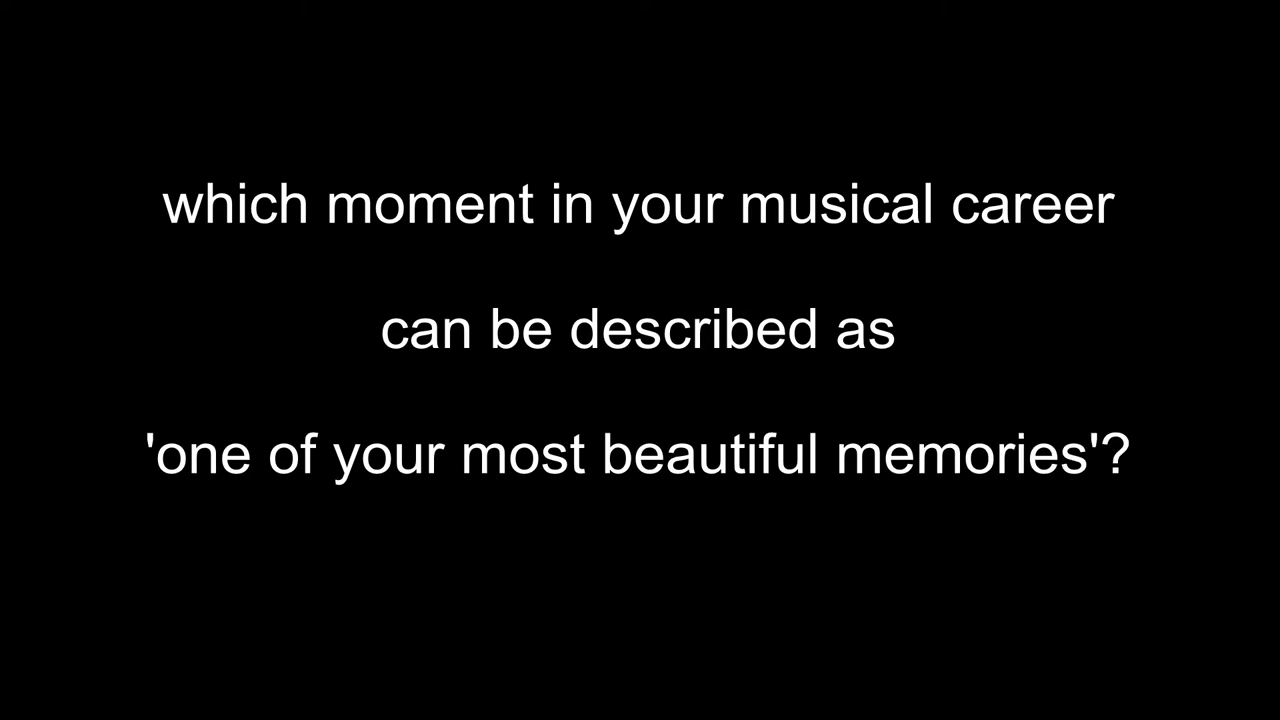 which moment in your musical career
can be described as
'one of your most beautiful memories'?